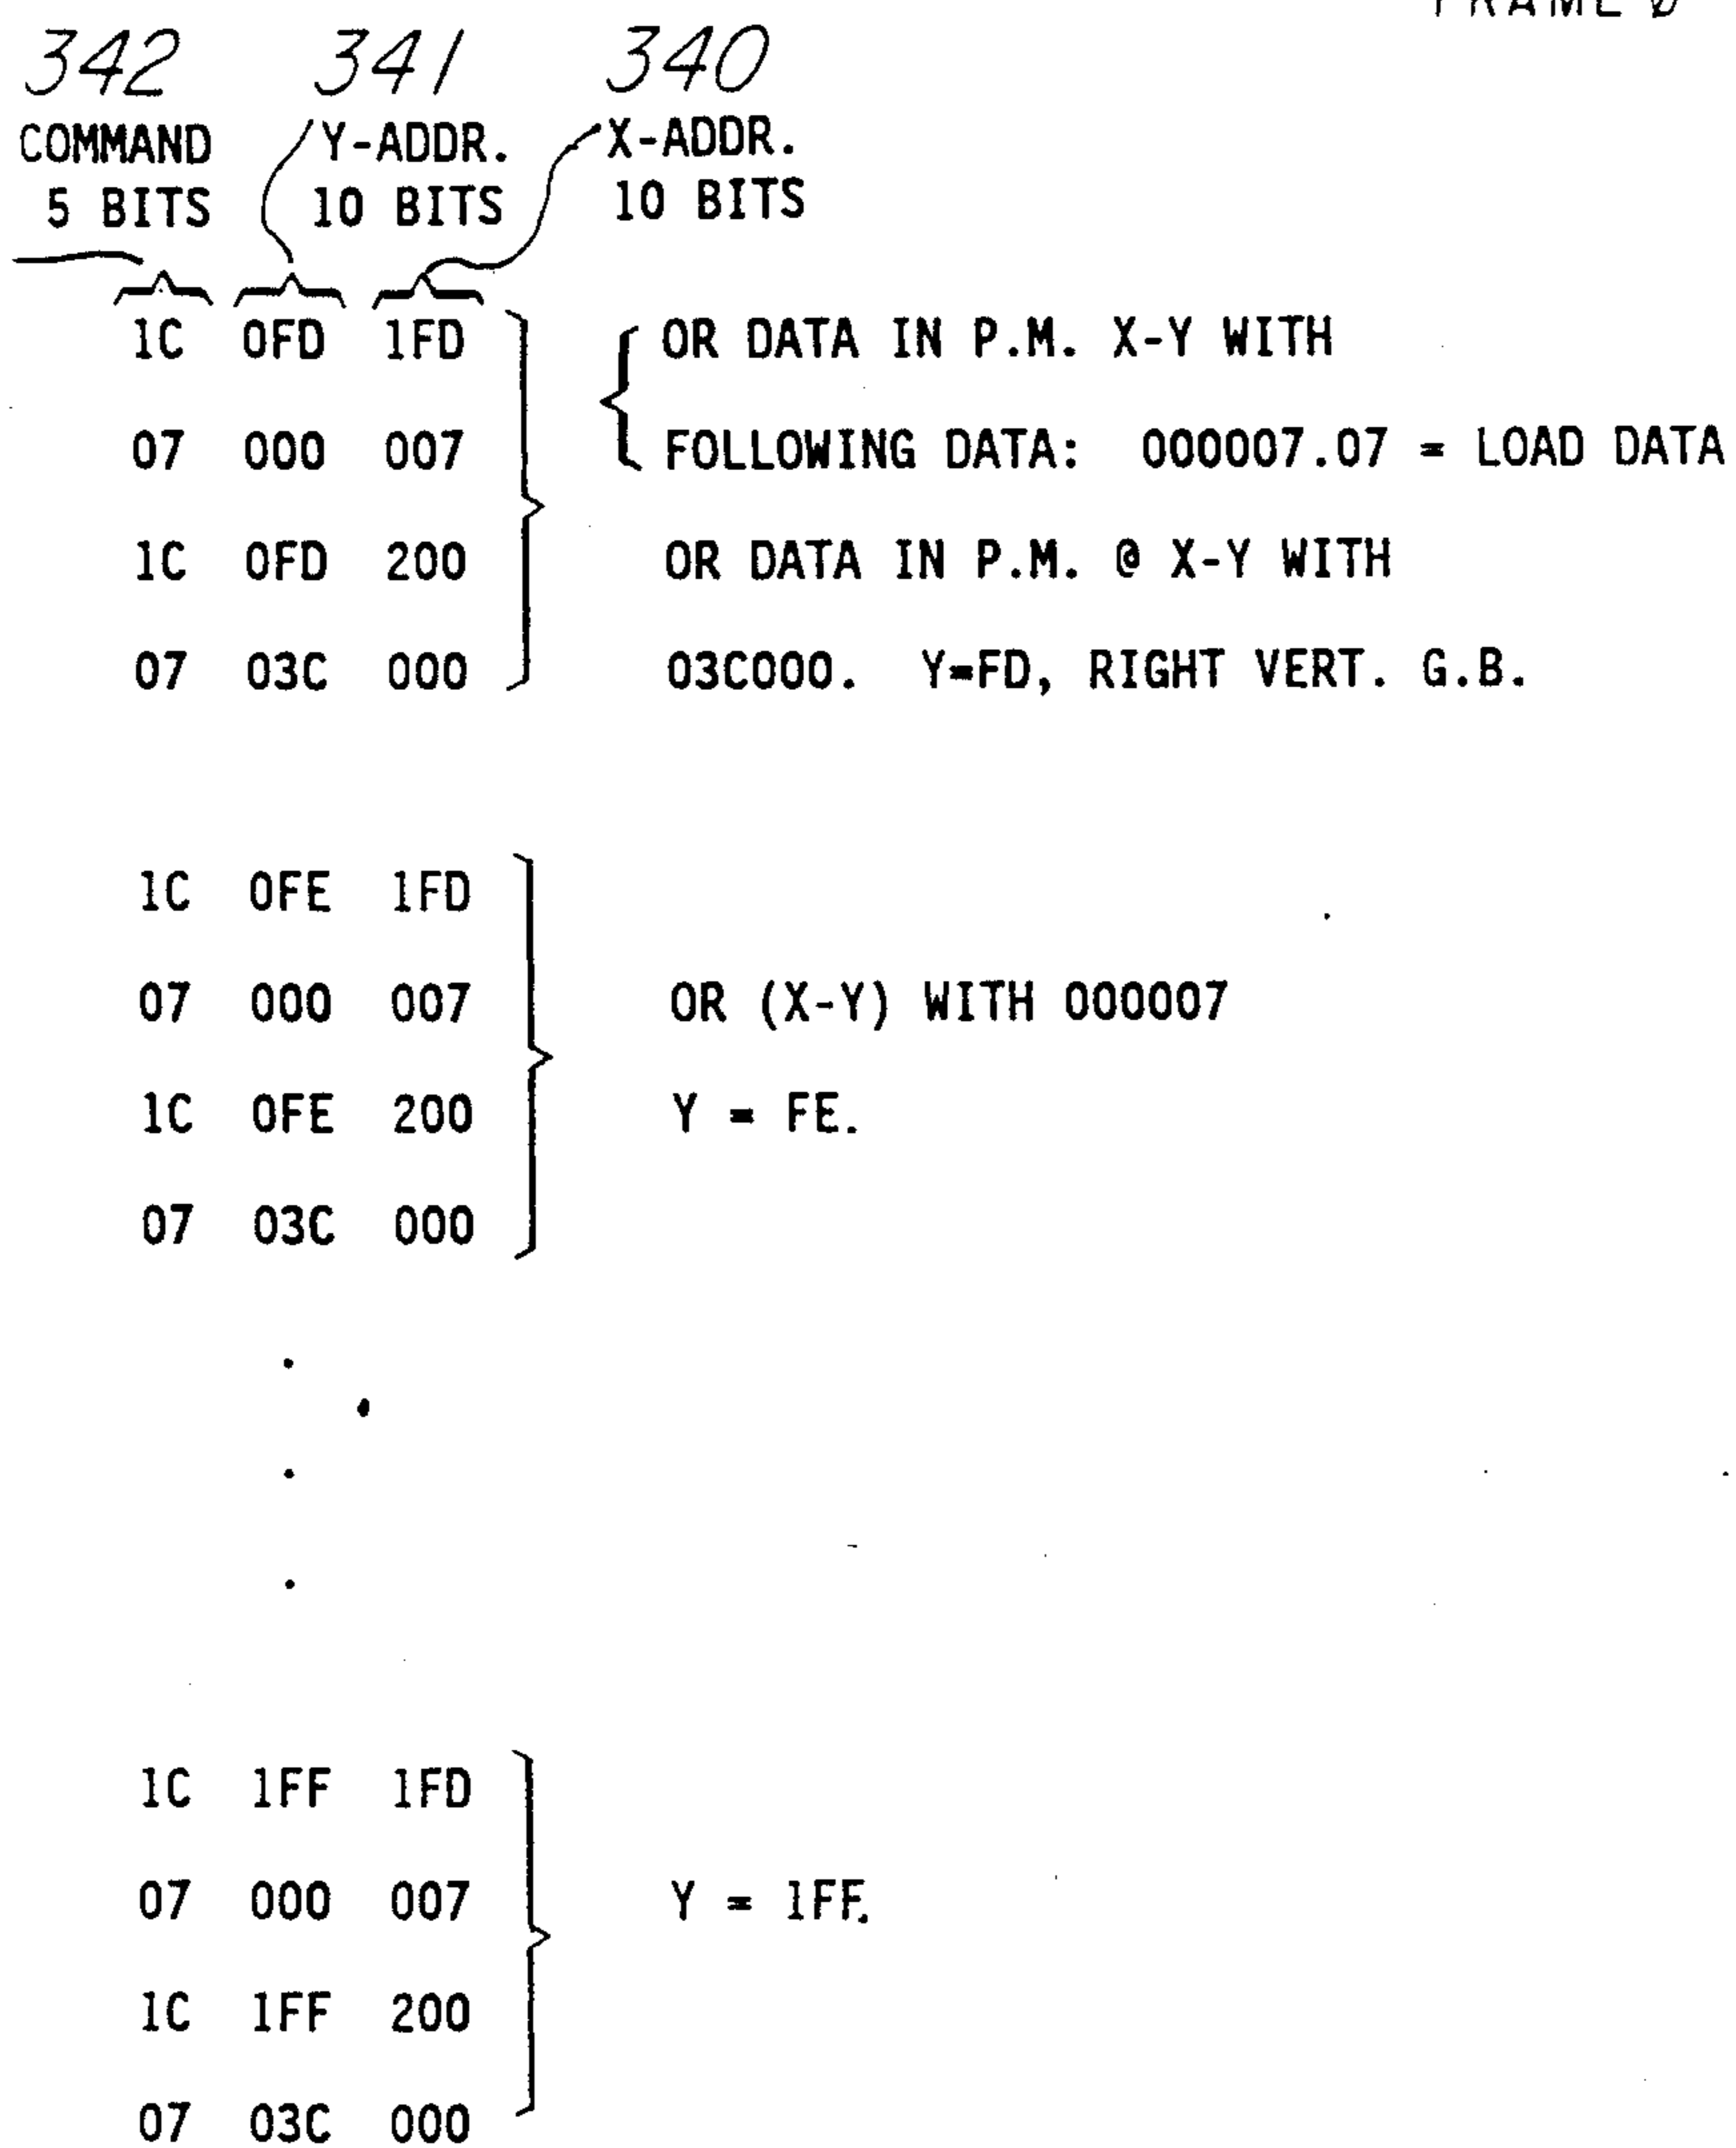 FRAME 0
342 341 340
COMMAND Y-ADDR. X-ADDR.
5 BITS 10 BITS 10 BITS
1C 0FD 1FD OR DATA IN P.M. X-Y WITH
07 000 007 FOLLOWING DATA: 000007.07 = LOAD DATA
1C 0FD 200 OR DATA IN P.M. @ X-Y WITH
07 03C 000 03C000. Y=FD, RIGHT VERT. G.B.
1C 0FE 1FD
07 000 007 OR (X-Y) WITH 000007
1C 0FE 200 Y = FE.
07 03C 000
1C 1FF 1FD
07 000 007 Y = 1FF.
1C 1FF 200
07 03C 000